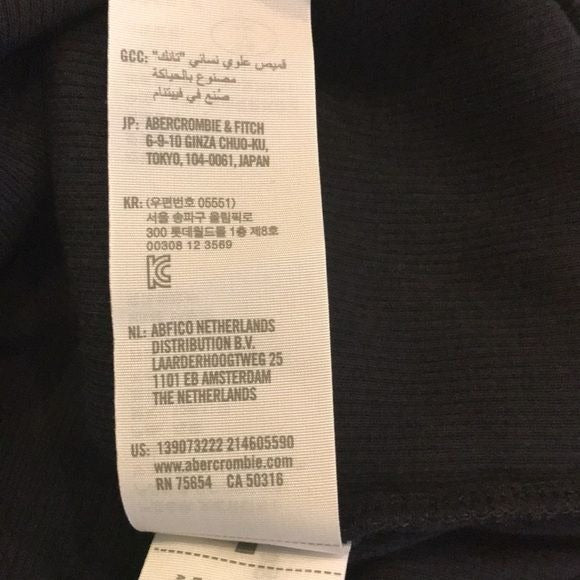 GCC: قميص علوي نسائي "تانك":
مصنوع بالحياكة
صنع في فييتنام
JP: ABERCROMBIE & FITCH
6-9-10 GINZA CHUO-KU,
TOKYO, 104-0061, JAPAN
KR: (우편번호 05551)
서울 송파구 올림픽로
300 롯데월드몰 1층 제8호
00308 12 3569
KC
NL: ABFICO NETHERLANDS
DISTRIBUTION B.V.
LAARDERHOOGTWEG 25
1101 EB AMSTERDAM
THE NETHERLANDS
US: 139073222 214605590
www.abercrombie.com
RN 75654 CA 50316